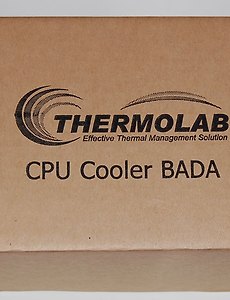 THERMOLAB
Effective Thermal Management Solution
CPU Cooler BADA